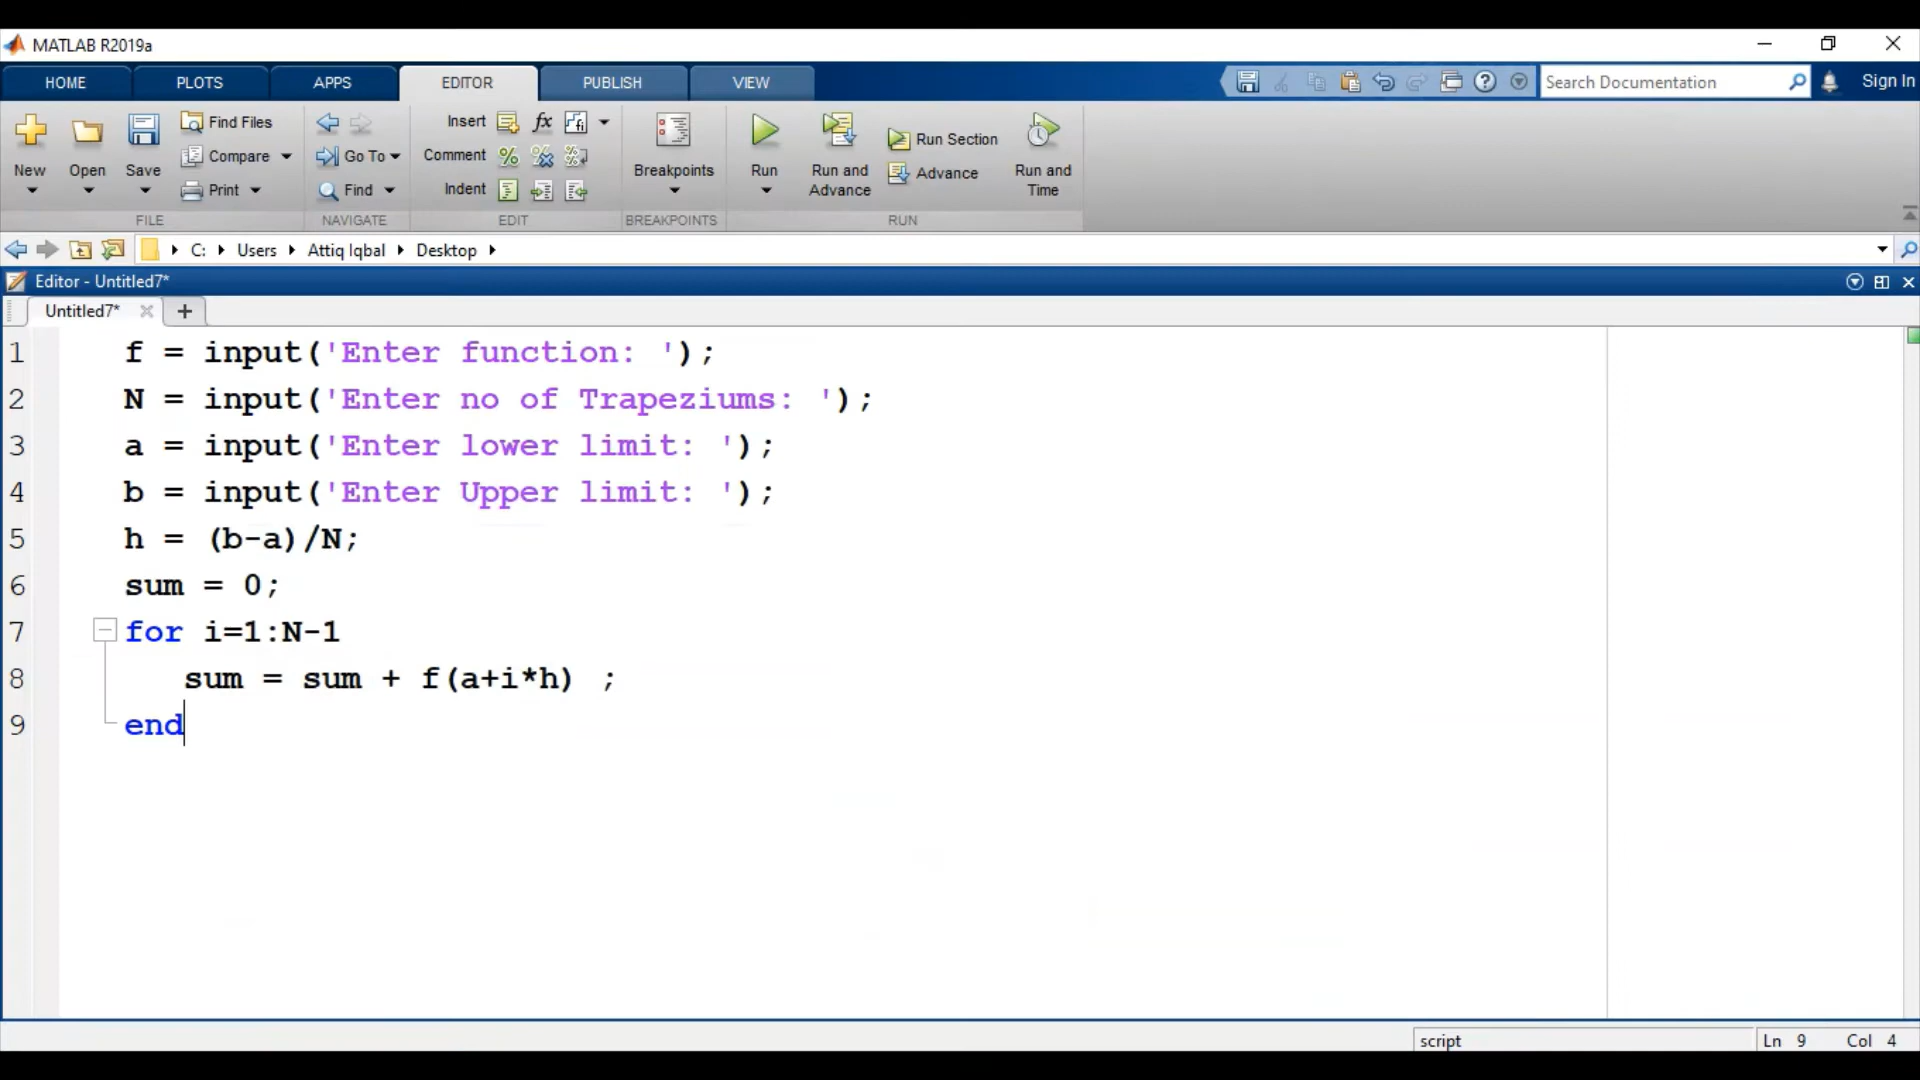 MATLAB R2019a
HOME PLOTS APPS EDITOR PUBLISH VIEW Search Documentation Sign In
New Open Save Find Files Compare Print
FILE
Go To Find
NAVIGATE
Insert fx
Comment
Indent
EDIT
Breakpoints
BREAKPOINTS
Run Run and Advance Run Section Advance Run and Time
RUN
C: Users Attiq Iqbal Desktop
Editor - Untitled7*
Untitled7*
1 f = input('Enter function: ');
2 N = input('Enter no of Trapeziums: ');
3 a = input('Enter lower limit: ');
4 b = input('Enter Upper limit: ');
5 h = (b-a)/N;
6 sum = 0;
7 for i=1:N-1
8 sum = sum + f(a+i*h) ;
9 end
script Ln 9 Col 4